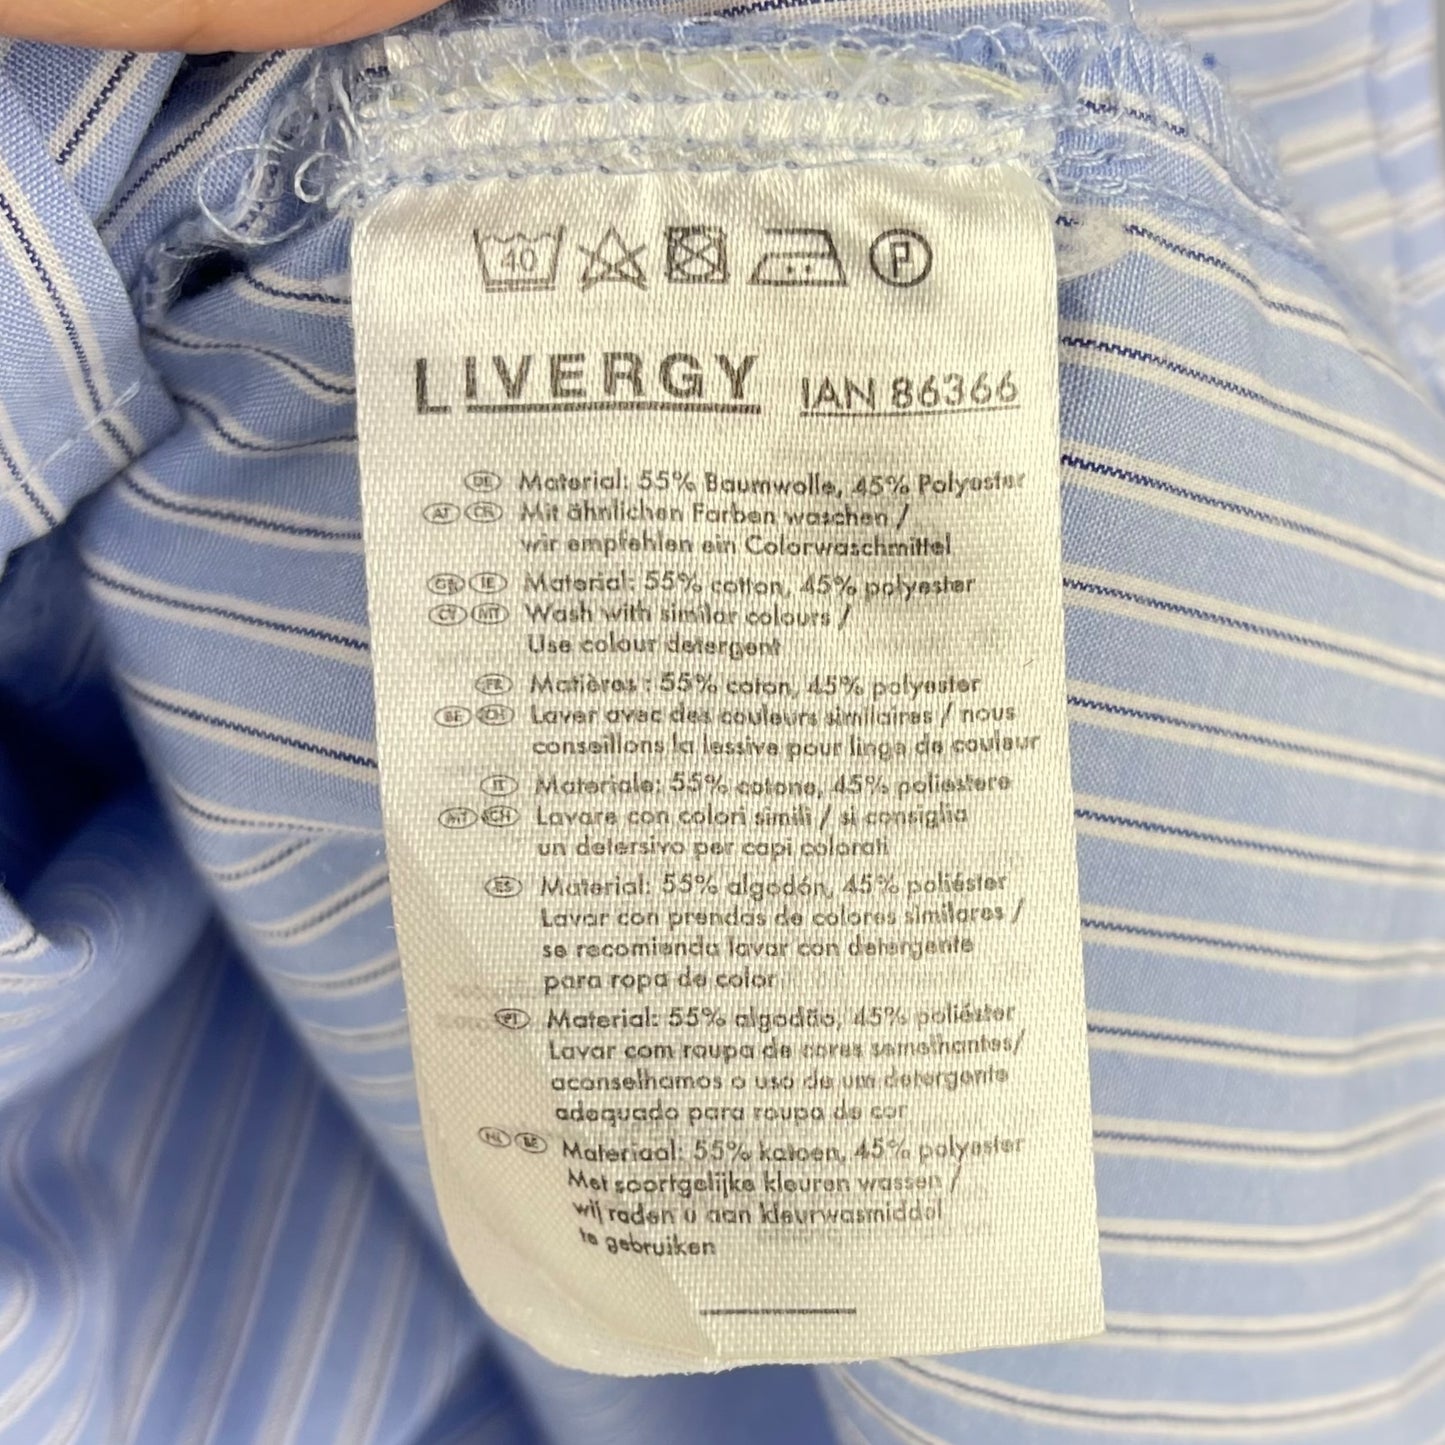 40 P
LIVERGY IAN 86366
DE Material: 55% Baumwolle, 45% Polyester
AT CH Mit ähnlichen Farben waschen /
wir empfehlen ein Colorwaschmittel
GB IE Material: 55% cotton, 45% polyester
CY MT Wash with similar colours /
Use colour detergent
FR Matières : 55% coton, 45% polyester
BE CH Laver avec des couleurs similaires / nous
conseillons la lessive pour linge de couleur
IT Materiale: 55% cotone, 45% poliestere
MT CH Lavare con colori simili / si consiglia
un detersivo per capi colorati
ES Material: 55% algodón, 45% poliéster
Lavar con prendas de colores similares /
se recomienda lavar con detergente
para ropa de color
PT Material: 55% algodão, 45% poliéster
Lavar com roupa de cores semelhantes/
aconselhamos o uso de um detergente
adequado para roupa de cor
NL BE Materiaal: 55% katoen, 45% polyester
Met soortgelijke kleuren wassen /
wij raden u aan kleurwasmiddel
te gebruiken